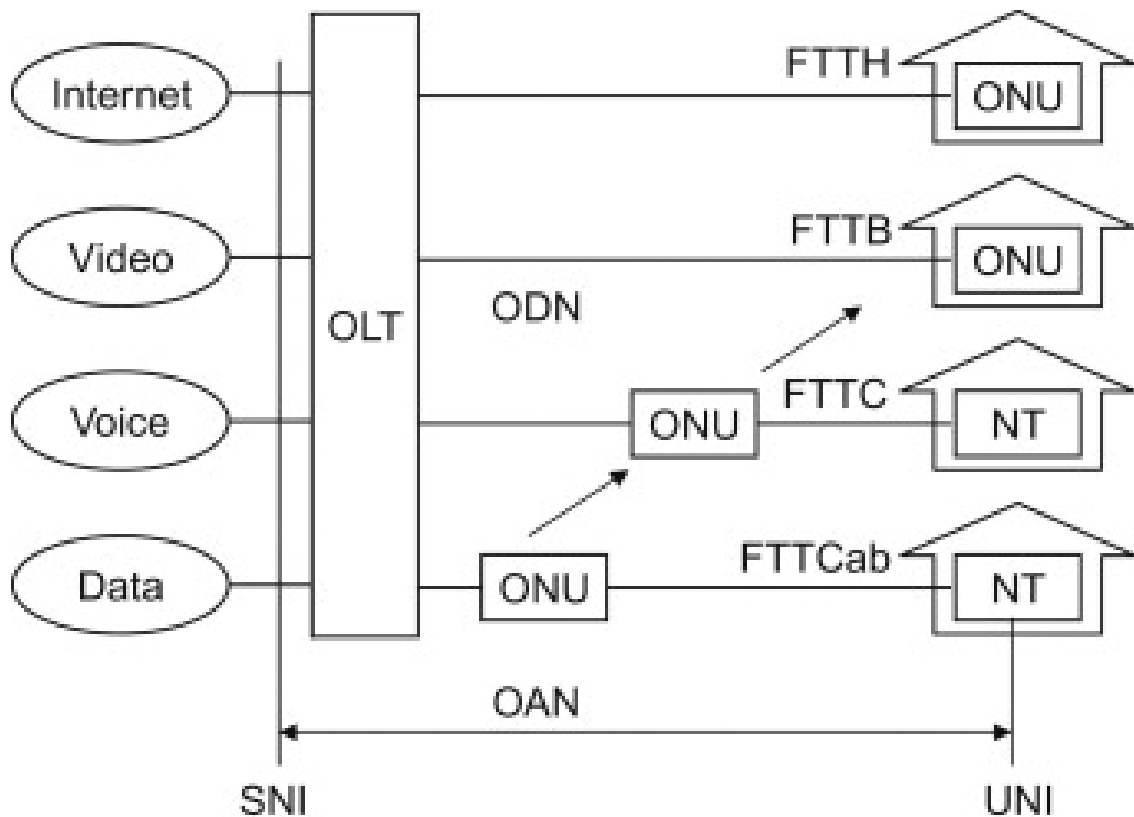 Internet
FTTH
ONU
Video
FTTB
ONU
OLT
ODN
Voice
ONU
FTTC
NT
Data
ONU
FTTCab
NT
OAN
SNI
UNI